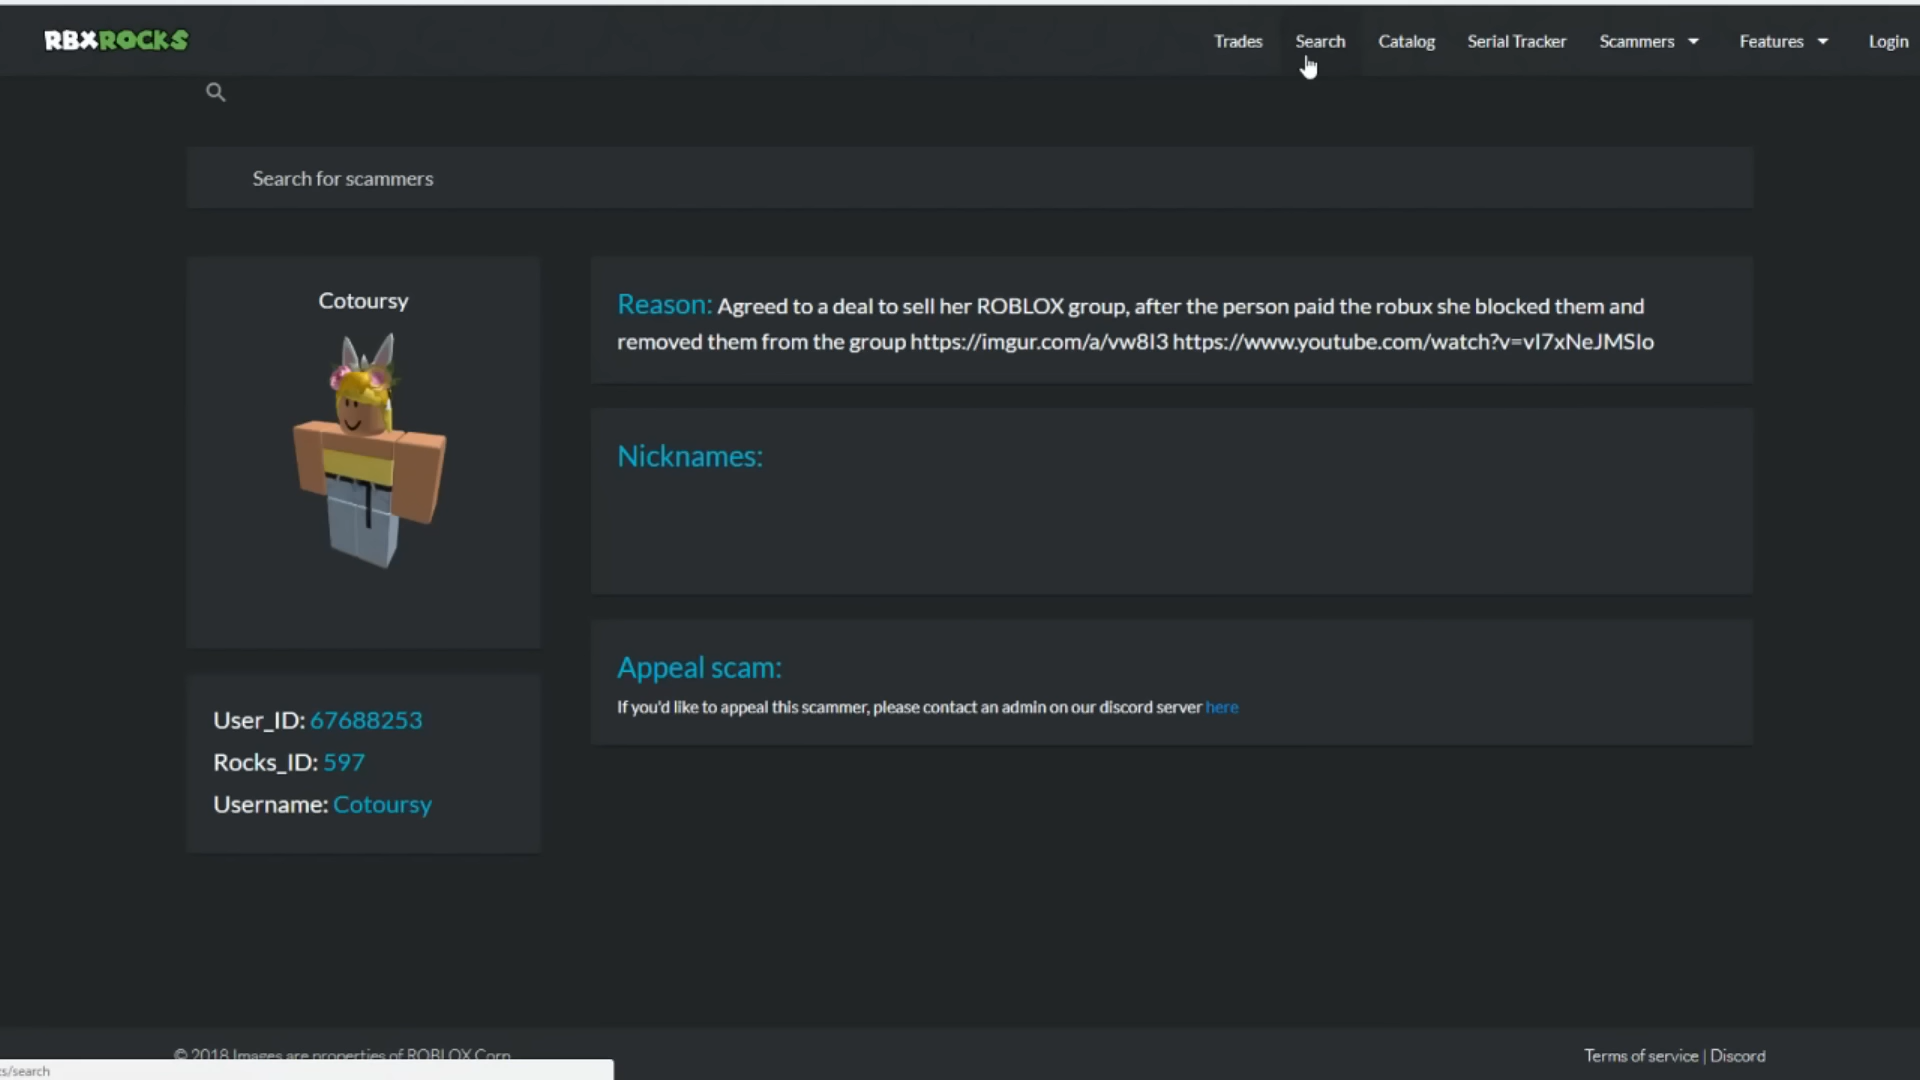 RBXROCKS
Trades Search Catalog Serial Tracker Scammers Features Login
Search for scammers
Cotoursy
Reason: Agreed to a deal to sell her ROBLOX group, after the person paid the robux she blocked them and
removed them from the group https://imgur.com/a/vw8I3 https://www.youtube.com/watch?v=vI7xNeJMSIo
Nicknames:
Appeal scam:
If you'd like to appeal this scammer, please contact an admin on our discord server here
User_ID: 67688253
Rocks_ID: 597
Username: Cotoursy
© 2018 Images are properties of ROBLOX Corp
Terms of service | Discord
s/search